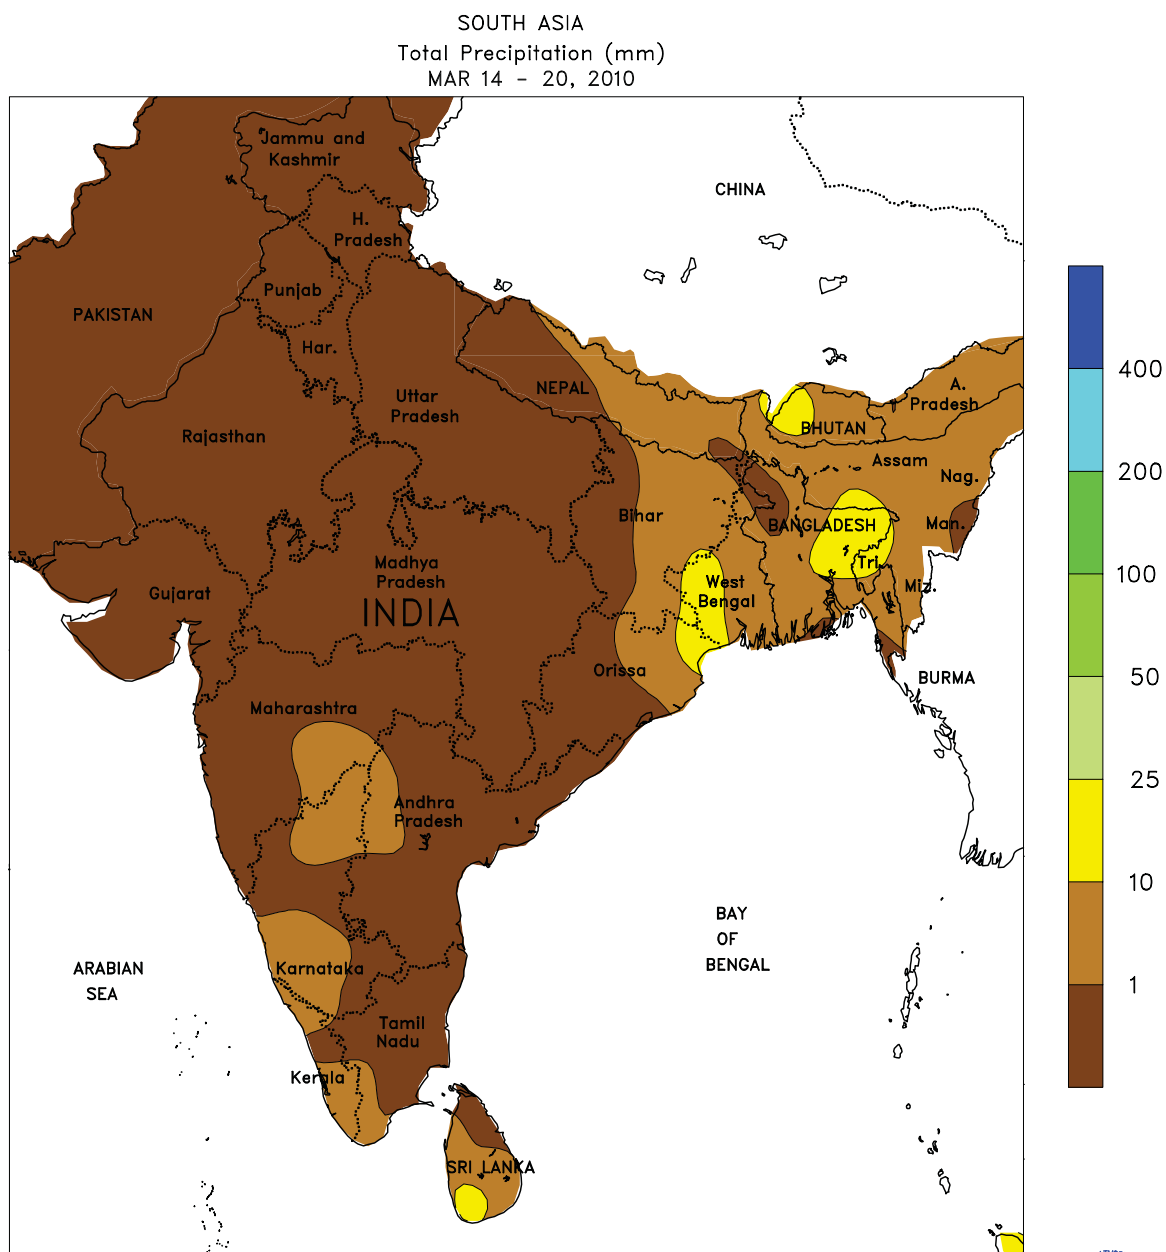 SOUTH ASIA
Total Precipitation (mm)
MAR 14 - 20, 2010
Jammu and
Kashmir
CHINA
H.
Pradesh
Punjab
PAKISTAN
Har.
NEPAL
Uttar
Pradesh
A.
Pradesh
400
BHUTAN
Rajasthan
Assam
Nag.
200
Bihar
BANGLADESH
Man.
Madhya
Pradesh
Tri.
100
Gujarat
West
Bengal
Miz.
INDIA
Orissa
BURMA
50
Maharashtra
25
Andhra
Pradesh
10
BAY
OF
BENGAL
ARABIAN
SEA
Karnataka
1
Tamil
Nadu
Kerala
SRI LANKA